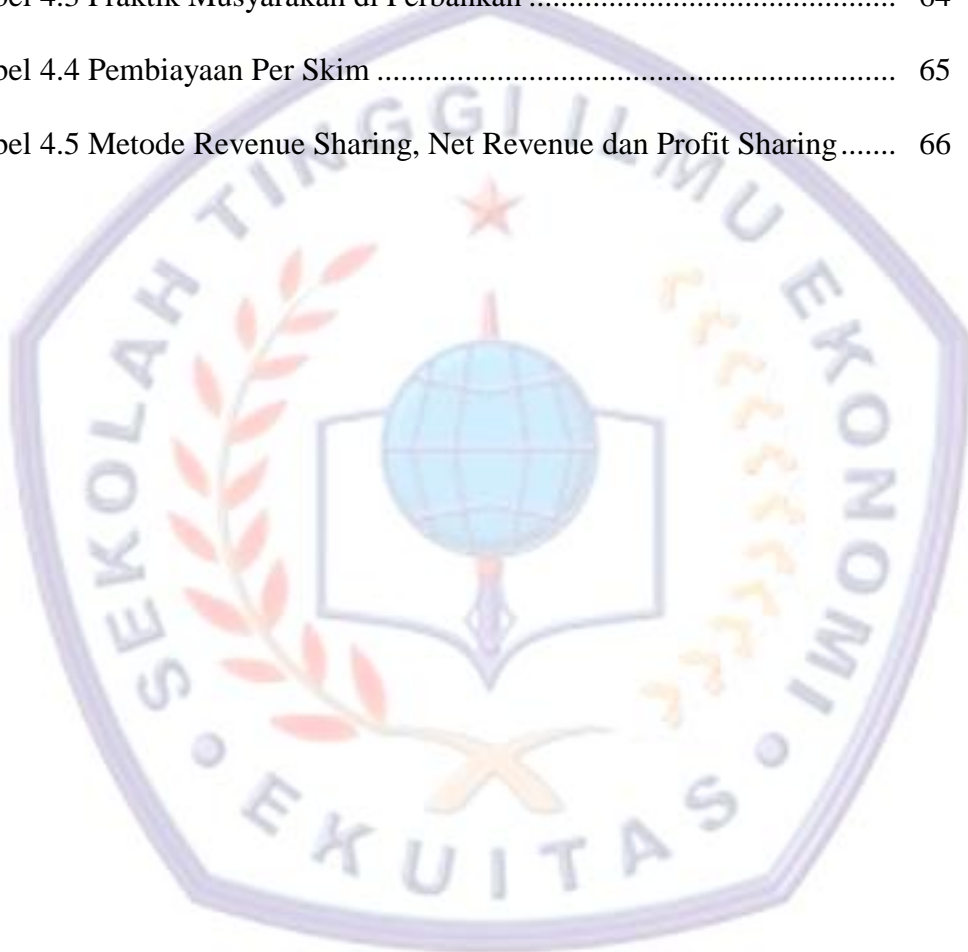 bel 4.3 Praktik Musyarakah di Perbankan ............................................ 64
bel 4.4 Pembiayaan Per Skim ............................................................... 65
bel 4.5 Metode Revenue Sharing, Net Revenue dan Profit Sharing ....... 66
SEKOLAH TINGGI ILMU EKONOMI
EKUITAS